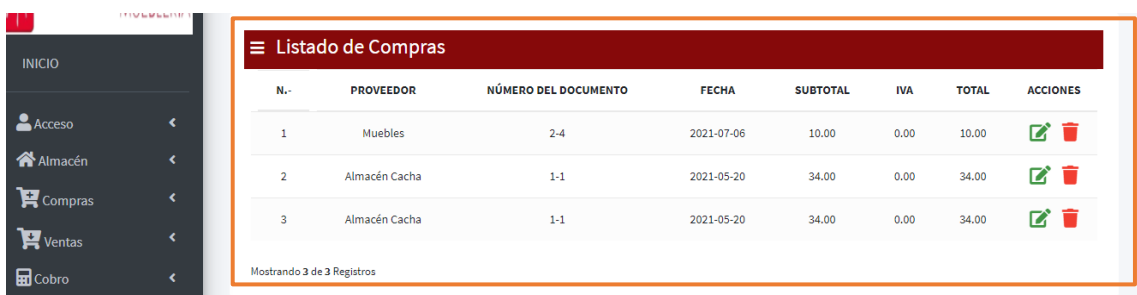 INICIO
Acceso
Almacén
Compras
Ventas
Cobro
Listado de Compras
N.- PROVEEDOR NÚMERO DEL DOCUMENTO FECHA SUBTOTAL IVA TOTAL ACCIONES
1 Muebles 2-4 2021-07-06 10.00 0.00 10.00
2 Almacén Cacha 1-1 2021-05-20 34.00 0.00 34.00
3 Almacén Cacha 1-1 2021-05-20 34.00 0.00 34.00
Mostrando 3 de 3 Registros